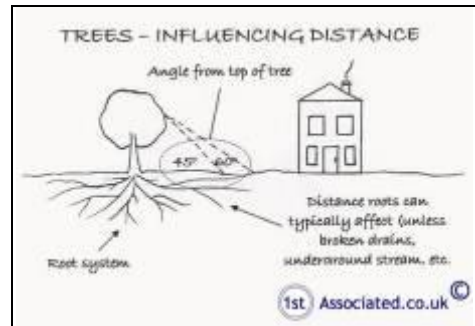 TREES – INFLUENCING DISTANCE
Angle from top of tree
45° 60°
Distance roots can
typically affect (unless
broken drains,
underground stream, etc.
Root system
1st Associated.co.uk ©